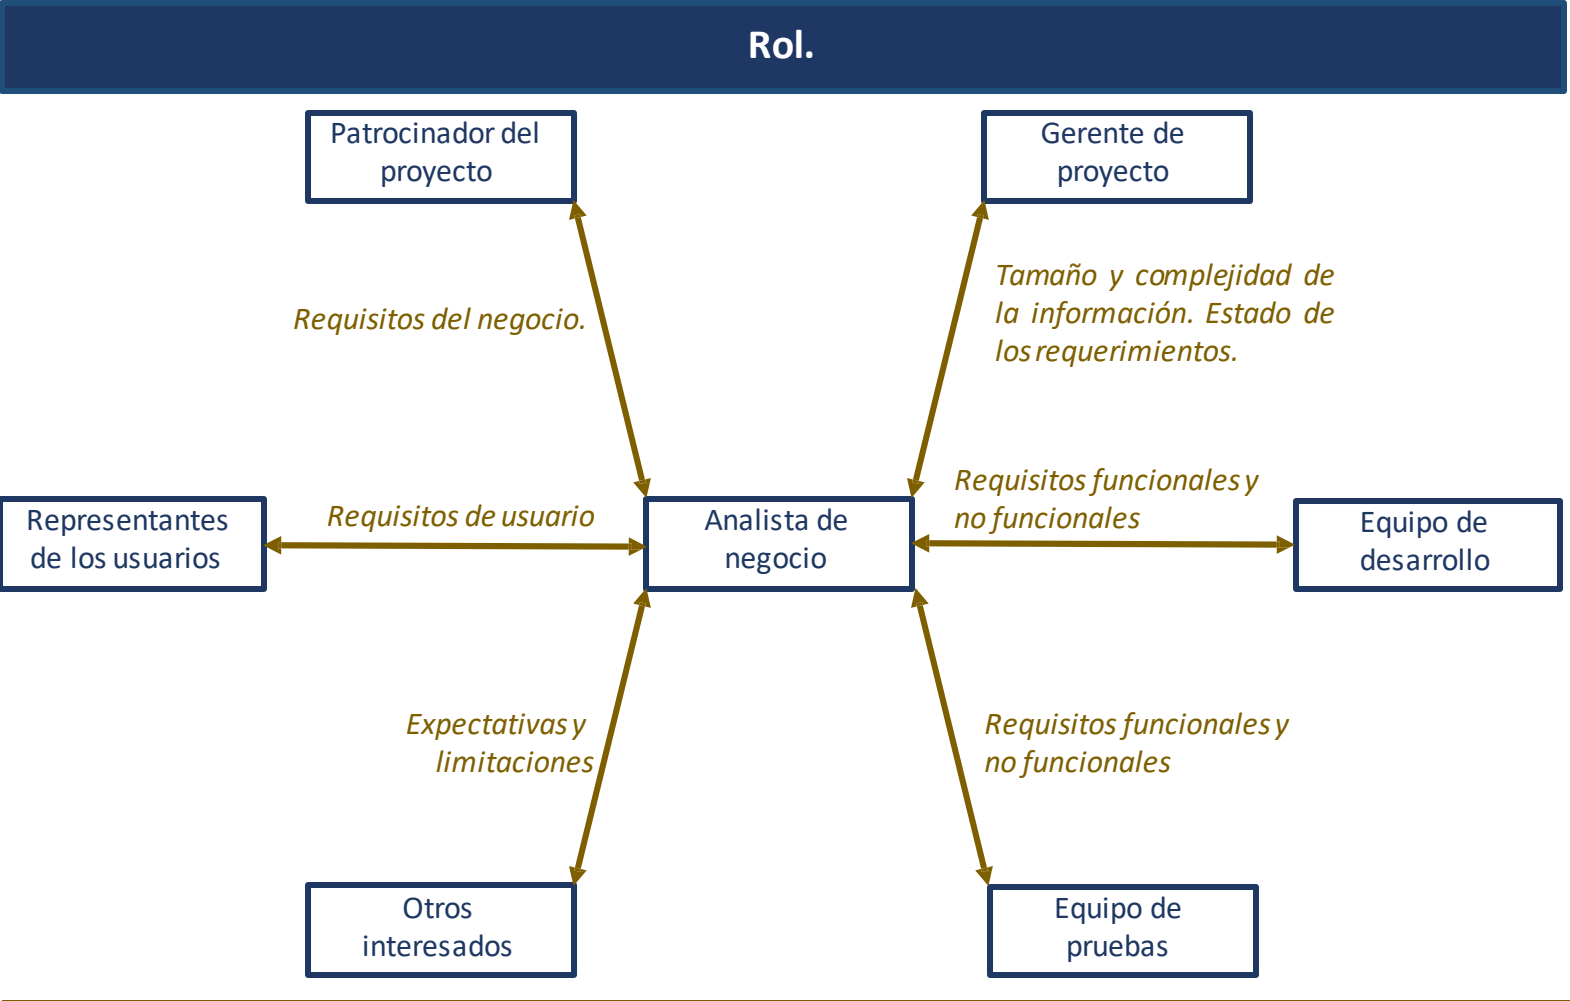 Rol.
Patrocinador del
proyecto
Gerente de
proyecto
Requisitos del negocio.
Tamaño y complejidad de
la información. Estado de
los requerimientos.
Representantes
de los usuarios
Requisitos de usuario
Analista de
negocio
Requisitos funcionales y
no funcionales
Equipo de
desarrollo
Expectativas y
limitaciones
Requisitos funcionales y
no funcionales
Otros
interesados
Equipo de
pruebas